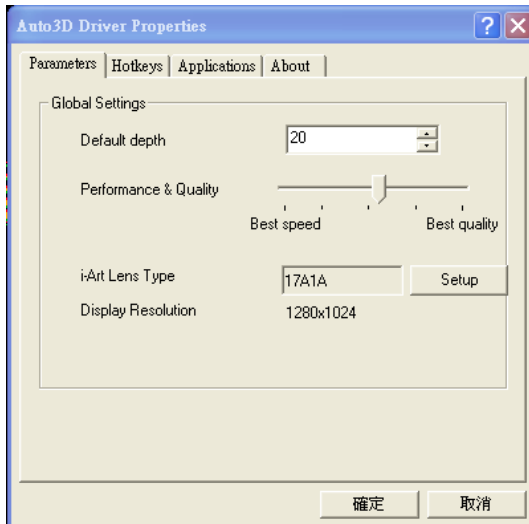 Auto3D Driver Properties
Parameters Hotkeys Applications About
Global Settings
Default depth 20
Performance & Quality
Best speed Best quality
i-Art Lens Type 17A1A Setup
Display Resolution 1280x1024
確定 取消